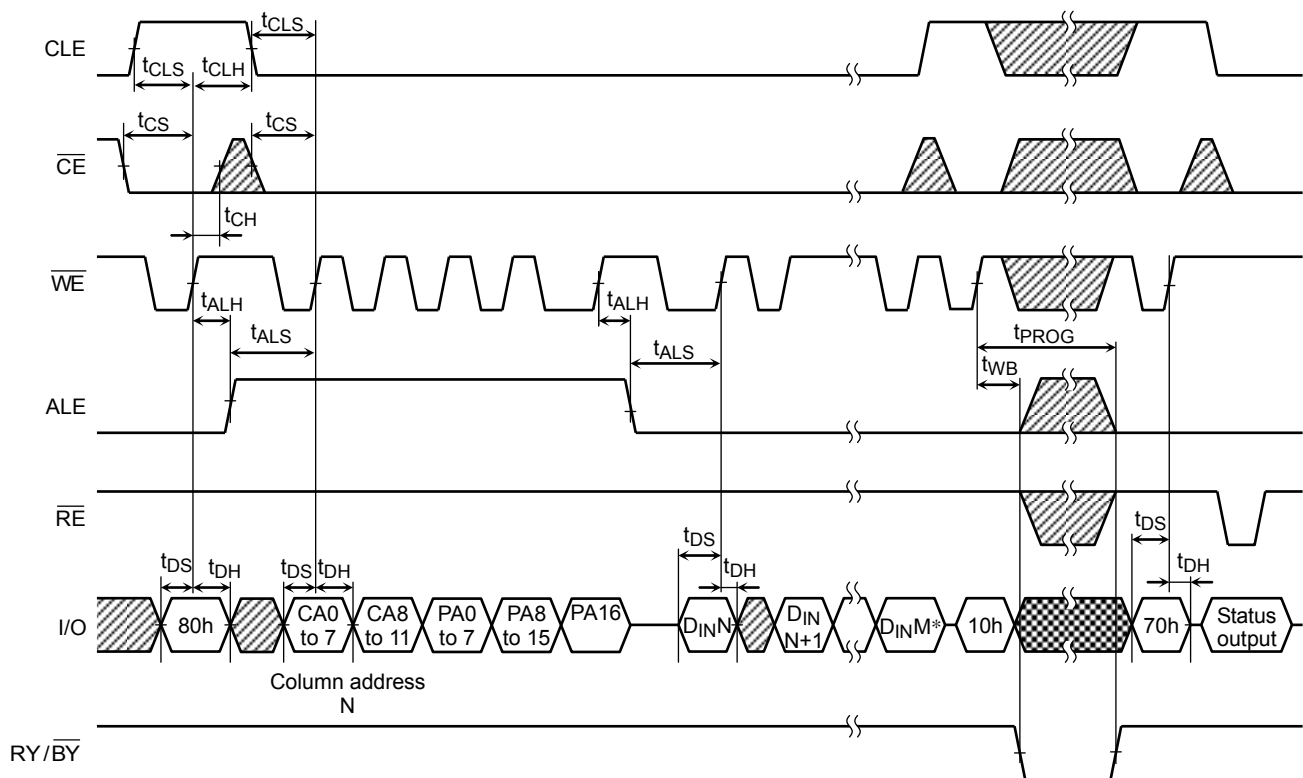 CLE
tCLS
tCLS
tCLH
CE
tCS
tCS
tCH
WE
tALH
tALH
tPROG
tALS
tALS
tWB
ALE
RE
tDS
tDH
tDS
tDH
tDS
tDH
tDS
tDH
I/O
80h
CA0
to 7
CA8
to 11
PA0
to 7
PA8
to 15
PA16
DINN
DIN
N+1
DINM*
10h
70h
Status
output
Column address
N
RY/BY